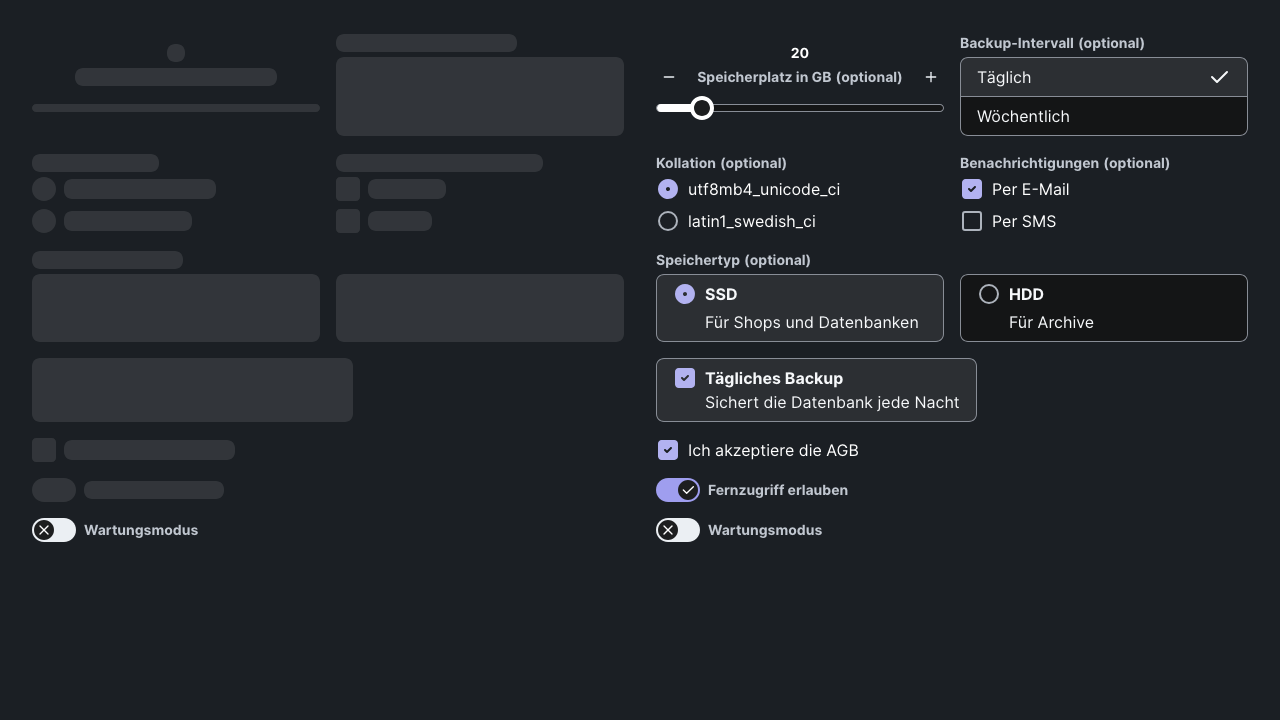 20
Speicherplatz in GB (optional)
Backup-Intervall (optional)
Täglich
Wöchentlich
Kollation (optional)
utf8mb4_unicode_ci
latin1_swedish_ci
Benachrichtigungen (optional)
Per E-Mail
Per SMS
Speichertyp (optional)
SSD
Für Shops und Datenbanken
HDD
Für Archive
Tägliches Backup
Sichert die Datenbank jede Nacht
Ich akzeptiere die AGB
Fernzugriff erlauben
Wartungsmodus
Wartungsmodus